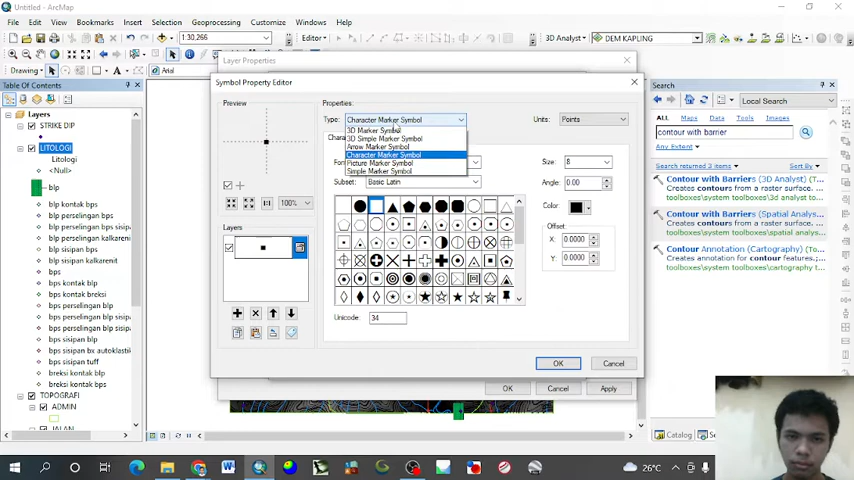 Untitled - ArcMap
File Edit View Bookmarks Insert Selection Geoprocessing Customize Windows Help
1:30,266
Editor
3D Analyst
DEM KAPLING
Drawing
Arial
Table Of Contents
Layers
STRIKE DIP
LITOLOGI
Litologi
<Null>
blp
blp kontak bps
blp perselingan bps
blp perselingan kalkarenit
blp sisipan bps
blp sisipan kalkarenit
bps
bps kontak blp
bps kontak breksi
bps perselingan blp
bps perselingan blp sisip
bps sisipan blp
bps sisipan bx autoklasti
bps sisipan tuff
breksi kontak bps
TOPOGRAFI
ADMIN
JALAN
Layer Properties
Symbol Property Editor
Preview
100%
Layers
Properties:
Type:
Character Marker Symbol
Units:
Points
3D Marker Symbol
3D Simple Marker Symbol
Arrow Marker Symbol
Character Marker Symbol
Picture Marker Symbol
Simple Marker Symbol
Subset:
Basic Latin
Size:
8
Angle:
0.00
Color:
Offset
X:
0.0000
Y:
0.0000
Unicode:
34
OK
Cancel
OK
Cancel
Apply
Search
Local Search
ALL Maps Data Tools Images
contour with barrier
Any Extent
Search returned 3 items
Sort By
Contour with Barriers (3D Analyst)
Creates contours from a raster surface.
toolboxes\system toolboxes\3d analyst
Contour with Barriers (Spatial Analys
Creates contours from a raster surface.
toolboxes\system toolboxes\spatial analys
Contour Annotation (Cartography)
Creates annotation for contour features.
toolboxes\system toolboxes\cartography t
Catalog
26°C